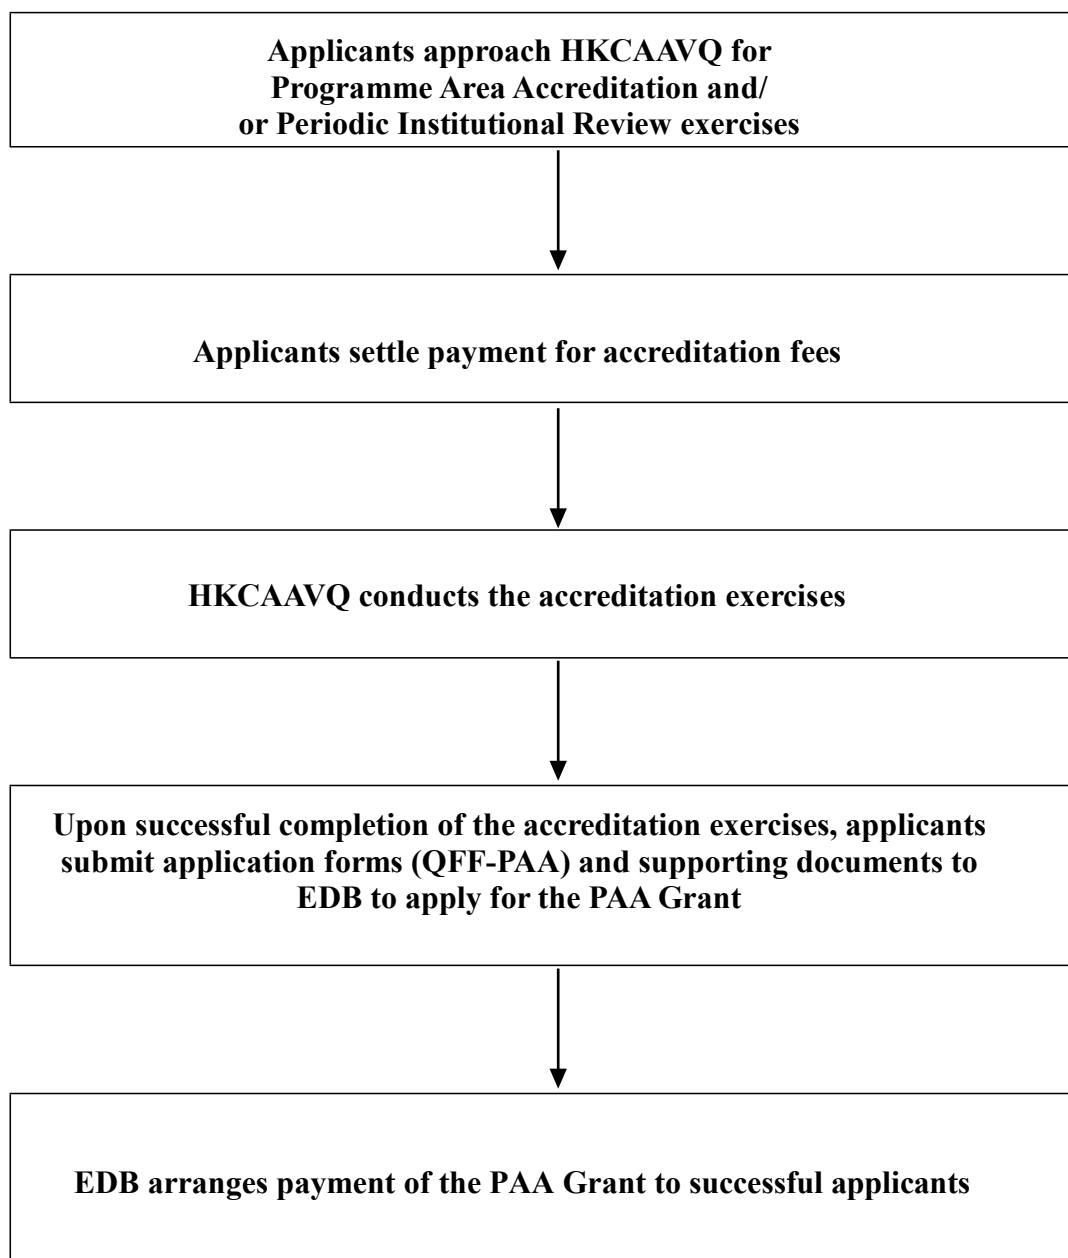 Applicants approach HKCAAVQ for
Programme Area Accreditation and/
or Periodic Institutional Review exercises
Applicants settle payment for accreditation fees
HKCAAVQ conducts the accreditation exercises
Upon successful completion of the accreditation exercises, applicants
submit application forms (QFF-PAA) and supporting documents to
EDB to apply for the PAA Grant
EDB arranges payment of the PAA Grant to successful applicants